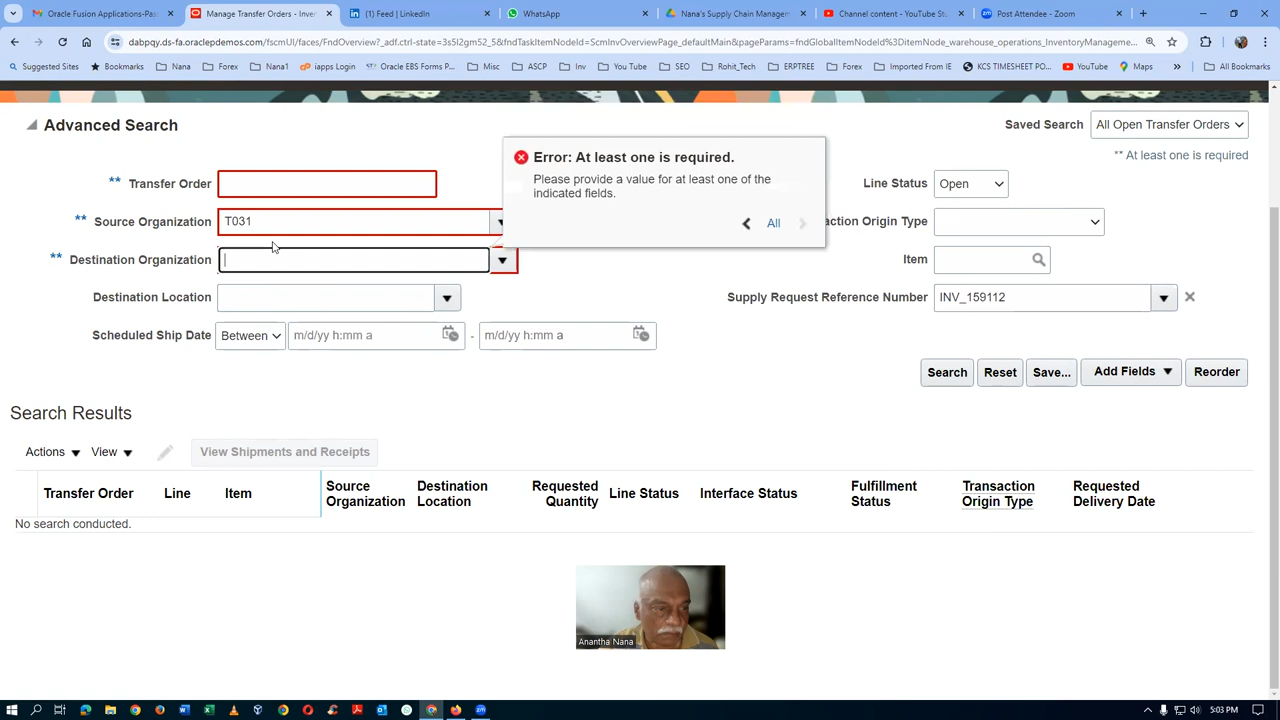 Oracle Fusion Applications-Pas
Manage Transfer Orders - Inven
(1) Feed | LinkedIn
WhatsApp
Nana's Supply Chain Managem
Channel content - YouTube Stu
Post Attendee - Zoom
dabpqy.ds-fa.oraclepdemos.com/fscmUI/faces/FndOverview?_adf.ctrl-state=3s5l2gm52_5&fndTaskItemNodeId=ScmInvOverviewPage_defaultMain&pageParams=fndGlobalItemNodeId%3DitemNode_warehouse_operations_InventoryManageme...
Suggested Sites
Bookmarks
Nana
Forex
Nana1
iapps Login
Oracle EBS Forms P...
Misc
ASCP
Inv
You Tube
SEO
Rohit_Tech
ERPTREE
Forex
Imported From IE
KCS TIMESHEET PO...
YouTube
Maps
All Bookmarks
Advanced Search
Saved Search All Open Transfer Orders
** At least one is required
Error: At least one is required.
Please provide a value for at least one of the
indicated fields.
All
** Transfer Order
Line Status Open
** Source Organization T031
action Origin Type
** Destination Organization
Item
Destination Location
Supply Request Reference Number INV_159112
Scheduled Ship Date Between m/d/yy h:mm a - m/d/yy h:mm a
Search Reset Save... Add Fields Reorder
Search Results
Actions View View Shipments and Receipts
Transfer Order
Line
Item
Source
Organization
Destination
Location
Requested
Quantity
Line Status
Interface Status
Fulfillment
Status
Transaction
Origin Type
Requested
Delivery Date
No search conducted.
Anantha Nana
5:03 PM